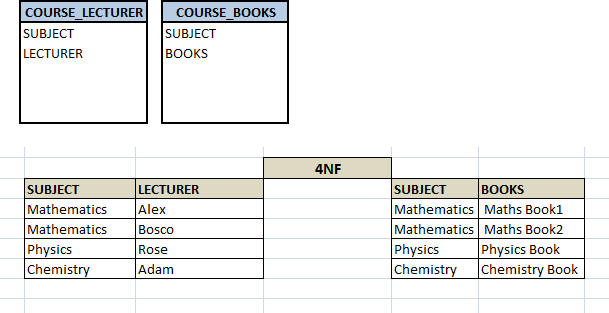 COURSE_LECTURER COURSE_BOOKS
SUBJECT SUBJECT
LECTURER BOOKS
4NF
SUBJECT LECTURER SUBJECT BOOKS
Mathematics Alex Mathematics Maths Book1
Mathematics Bosco Mathematics Maths Book2
Physics Rose Physics Physics Book
Chemistry Adam Chemistry Chemistry Book